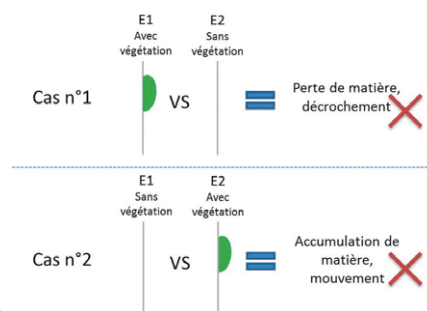 E1 E2
Avec Sans
végétation végétation
Cas n°1 VS Perte de matière,
décrochement
E1 E2
Sans Avec
végétation végétation
Cas n°2 VS Accumulation de
matière,
mouvement